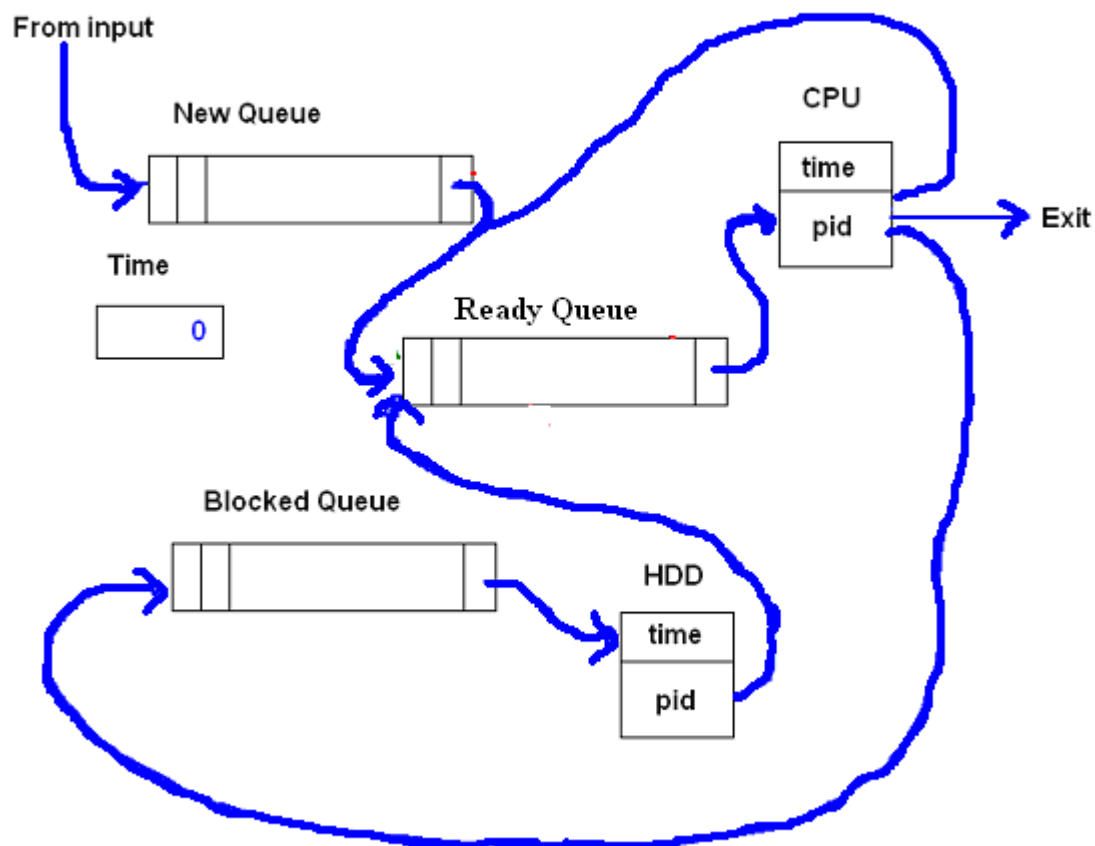 From input
New Queue
CPU
time
pid
Exit
Time
0
Ready Queue
Blocked Queue
HDD
time
pid